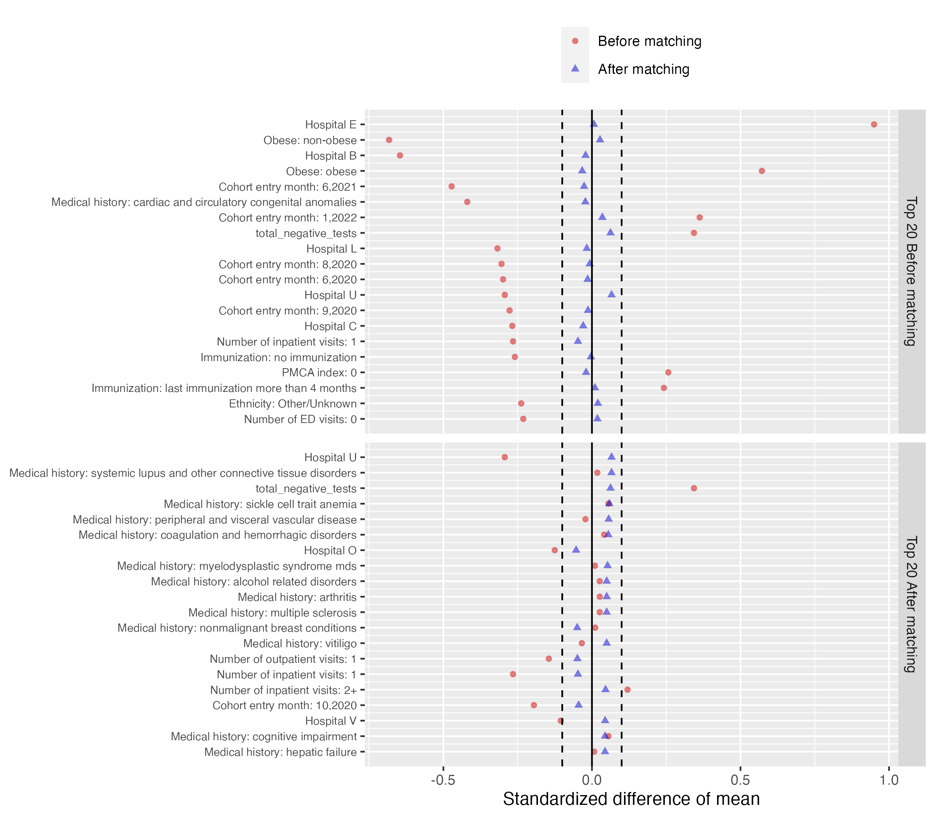 Before matching
After matching
Hospital E
Obese: non-obese
Hospital B
Obese: obese
Cohort entry month: 6,2021
Medical history: cardiac and circulatory congenital anomalies
Cohort entry month: 1,2022
total_negative_tests
Hospital L
Cohort entry month: 8,2020
Cohort entry month: 6,2020
Hospital U
Cohort entry month: 9,2020
Hospital C
Number of inpatient visits: 1
Immunization: no immunization
PMCA index: 0
Immunization: last immunization more than 4 months
Ethnicity: Other/Unknown
Number of ED visits: 0
Top 20 Before matching
Hospital U
Medical history: systemic lupus and other connective tissue disorders
total_negative_tests
Medical history: sickle cell trait anemia
Medical history: peripheral and visceral vascular disease
Medical history: coagulation and hemorrhagic disorders
Hospital O
Medical history: myelodysplastic syndrome mds
Medical history: alcohol related disorders
Medical history: arthritis
Medical history: multiple sclerosis
Medical history: nonmalignant breast conditions
Medical history: vitiligo
Number of outpatient visits: 1
Number of inpatient visits: 1
Number of inpatient visits: 2+
Cohort entry month: 10,2020
Hospital V
Medical history: cognitive impairment
Medical history: hepatic failure
Top 20 After matching
-0.5 0.0 0.5 1.0
Standardized difference of mean